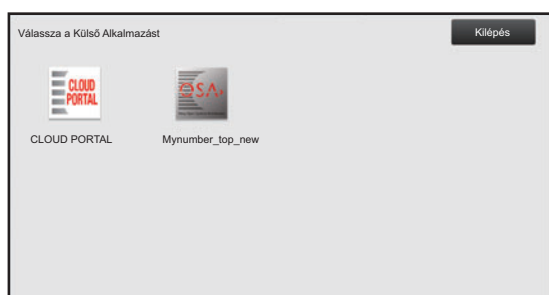 Válassza a Külső Alkalmazást
Kilépés
CLOUD
PORTAL
OSA
CLOUD PORTAL
Mynumber_top_new